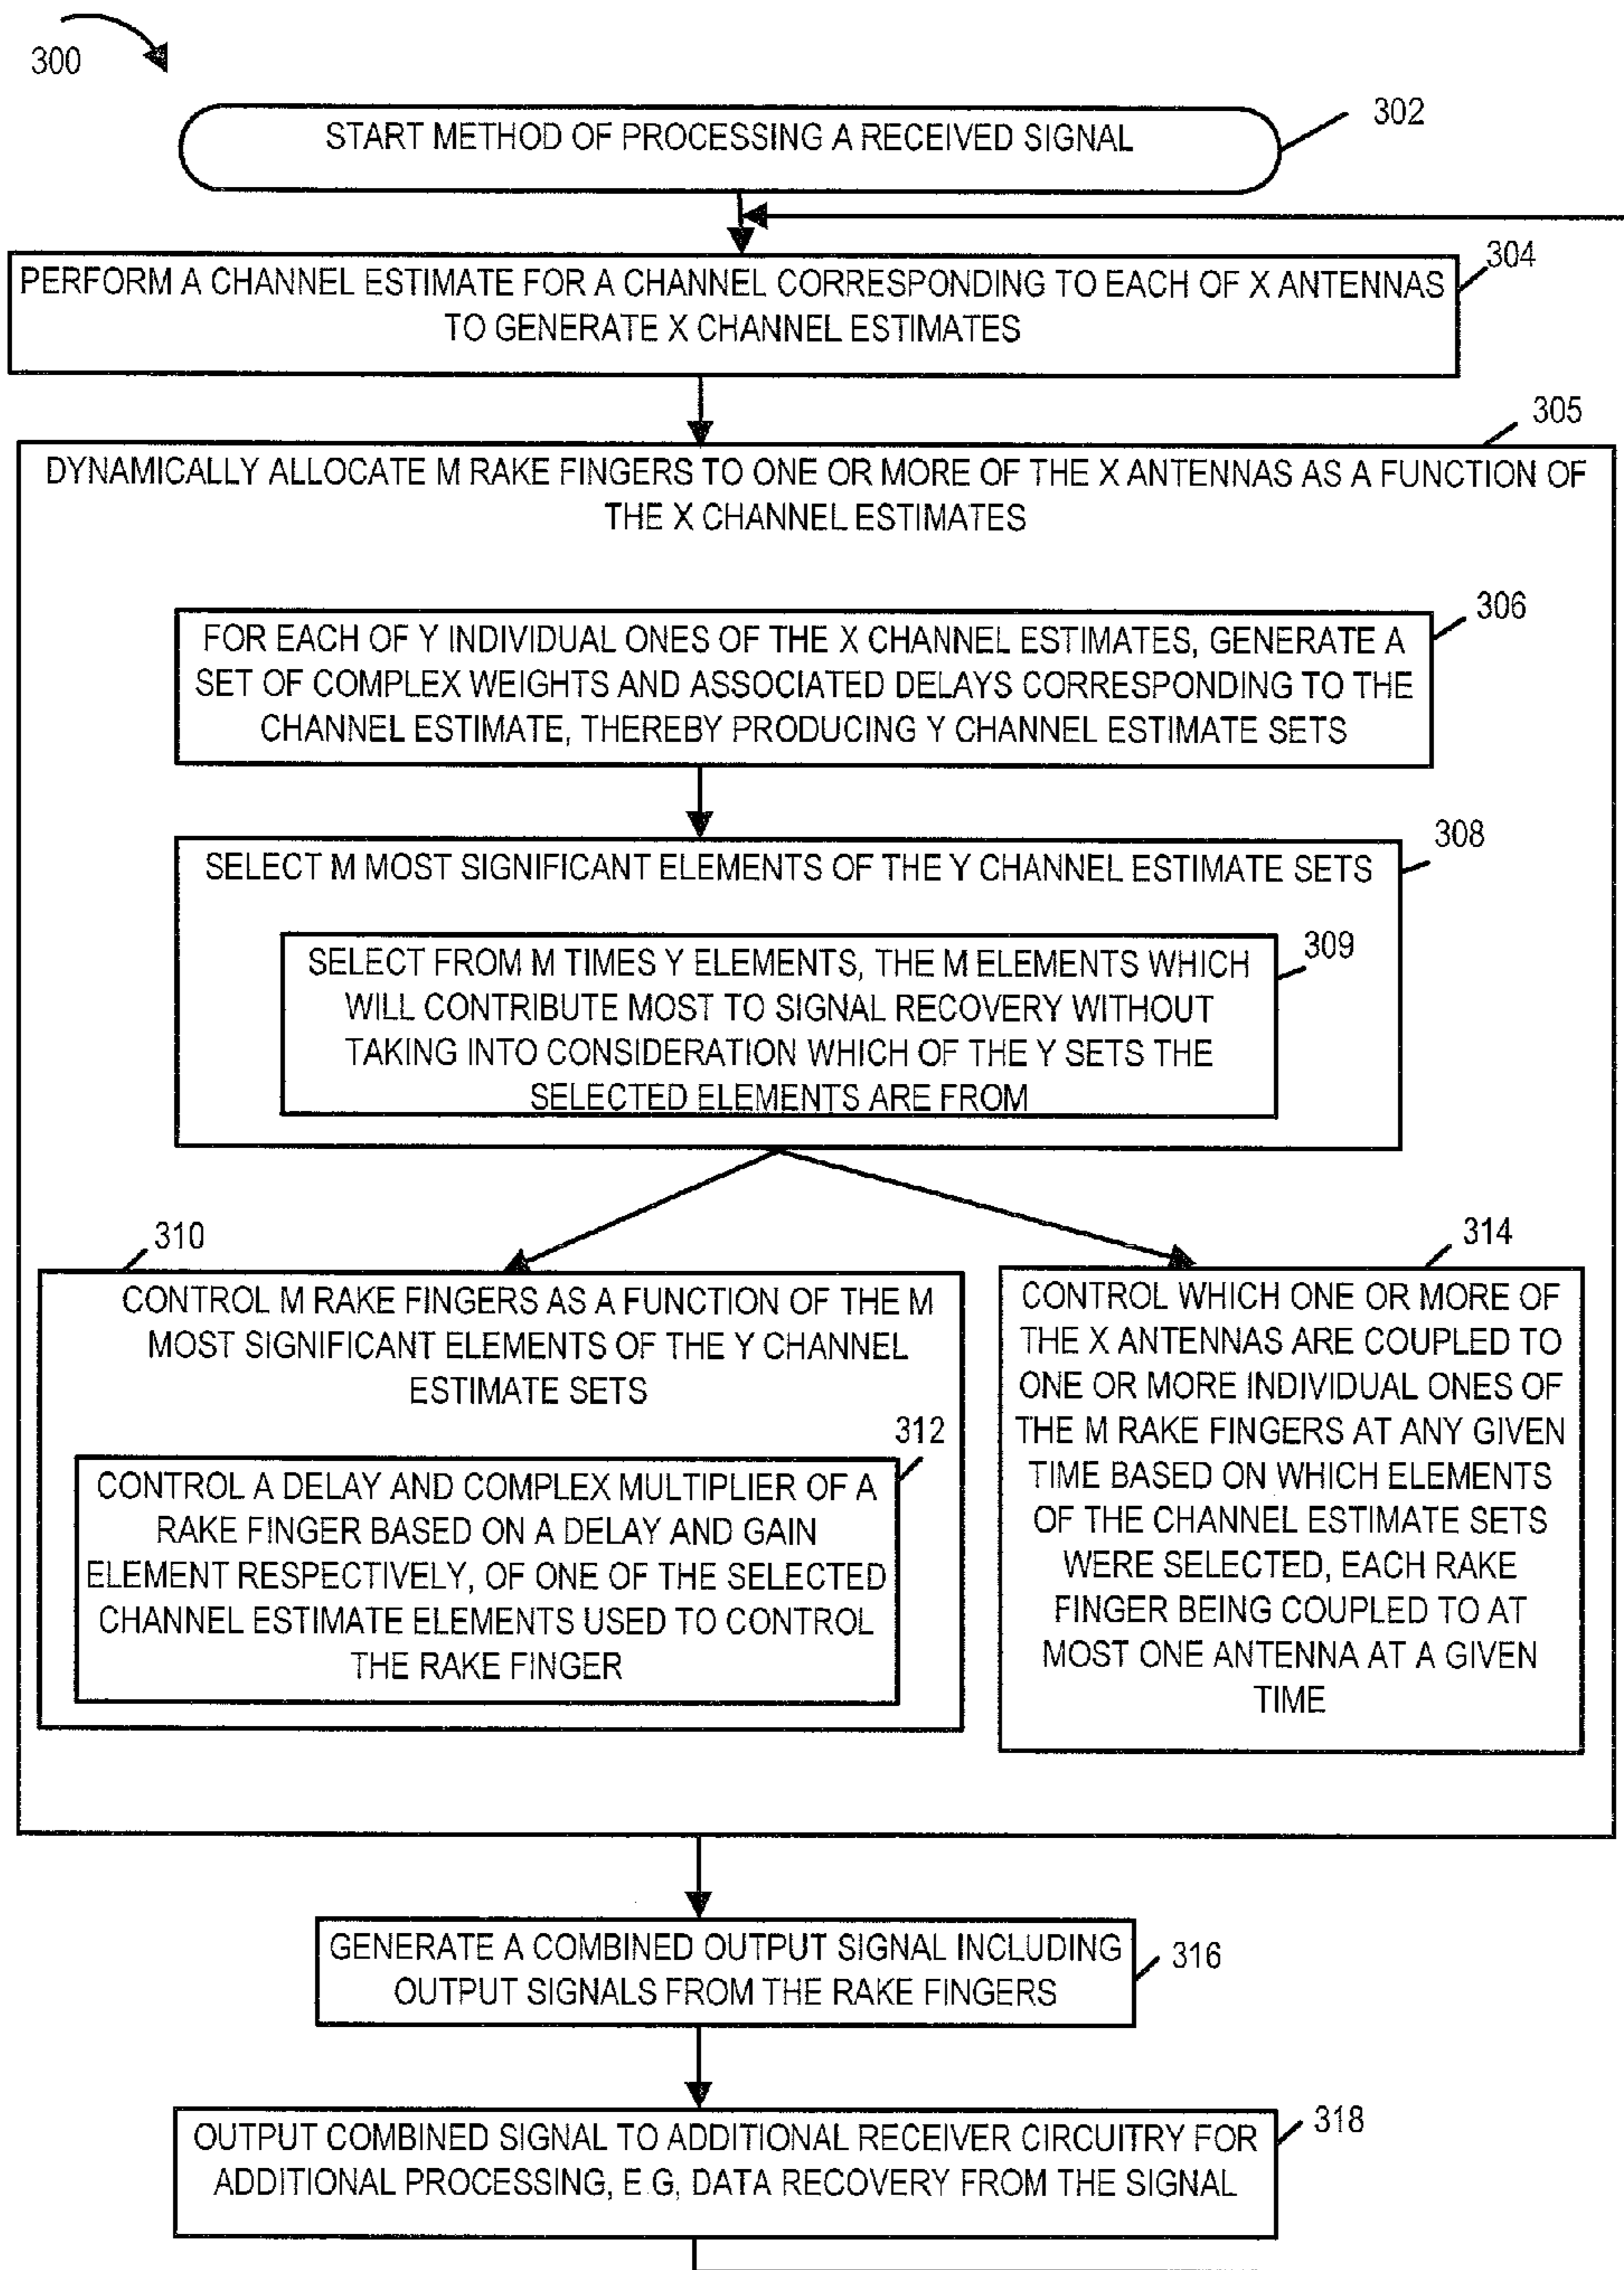 300
START METHOD OF PROCESSING A RECEIVED SIGNAL
302
PERFORM A CHANNEL ESTIMATE FOR A CHANNEL CORRESPONDING TO EACH OF X ANTENNAS
TO GENERATE X CHANNEL ESTIMATES
304
305
DYNAMICALLY ALLOCATE M RAKE FINGERS TO ONE OR MORE OF THE X ANTENNAS AS A FUNCTION OF
THE X CHANNEL ESTIMATES
306
FOR EACH OF Y INDIVIDUAL ONES OF THE X CHANNEL ESTIMATES, GENERATE A
SET OF COMPLEX WEIGHTS AND ASSOCIATED DELAYS CORRESPONDING TO THE
CHANNEL ESTIMATE, THEREBY PRODUCING Y CHANNEL ESTIMATE SETS
308
SELECT M MOST SIGNIFICANT ELEMENTS OF THE Y CHANNEL ESTIMATE SETS
309
SELECT FROM M TIMES Y ELEMENTS, THE M ELEMENTS WHICH
WILL CONTRIBUTE MOST TO SIGNAL RECOVERY WITHOUT
TAKING INTO CONSIDERATION WHICH OF THE Y SETS THE
SELECTED ELEMENTS ARE FROM
310
CONTROL M RAKE FINGERS AS A FUNCTION OF THE M
MOST SIGNIFICANT ELEMENTS OF THE Y CHANNEL
ESTIMATE SETS
312
CONTROL A DELAY AND COMPLEX MULTIPLIER OF A
RAKE FINGER BASED ON A DELAY AND GAIN
ELEMENT RESPECTIVELY, OF ONE OF THE SELECTED
CHANNEL ESTIMATE ELEMENTS USED TO CONTROL
THE RAKE FINGER
314
CONTROL WHICH ONE OR MORE OF
THE X ANTENNAS ARE COUPLED TO
ONE OR MORE INDIVIDUAL ONES OF
THE M RAKE FINGERS AT ANY GIVEN
TIME BASED ON WHICH ELEMENTS
OF THE CHANNEL ESTIMATE SETS
WERE SELECTED, EACH RAKE
FINGER BEING COUPLED TO AT
MOST ONE ANTENNA AT A GIVEN
TIME
GENERATE A COMBINED OUTPUT SIGNAL INCLUDING
OUTPUT SIGNALS FROM THE RAKE FINGERS
316
OUTPUT COMBINED SIGNAL TO ADDITIONAL RECEIVER CIRCUITRY FOR
ADDITIONAL PROCESSING, E.G, DATA RECOVERY FROM THE SIGNAL
318